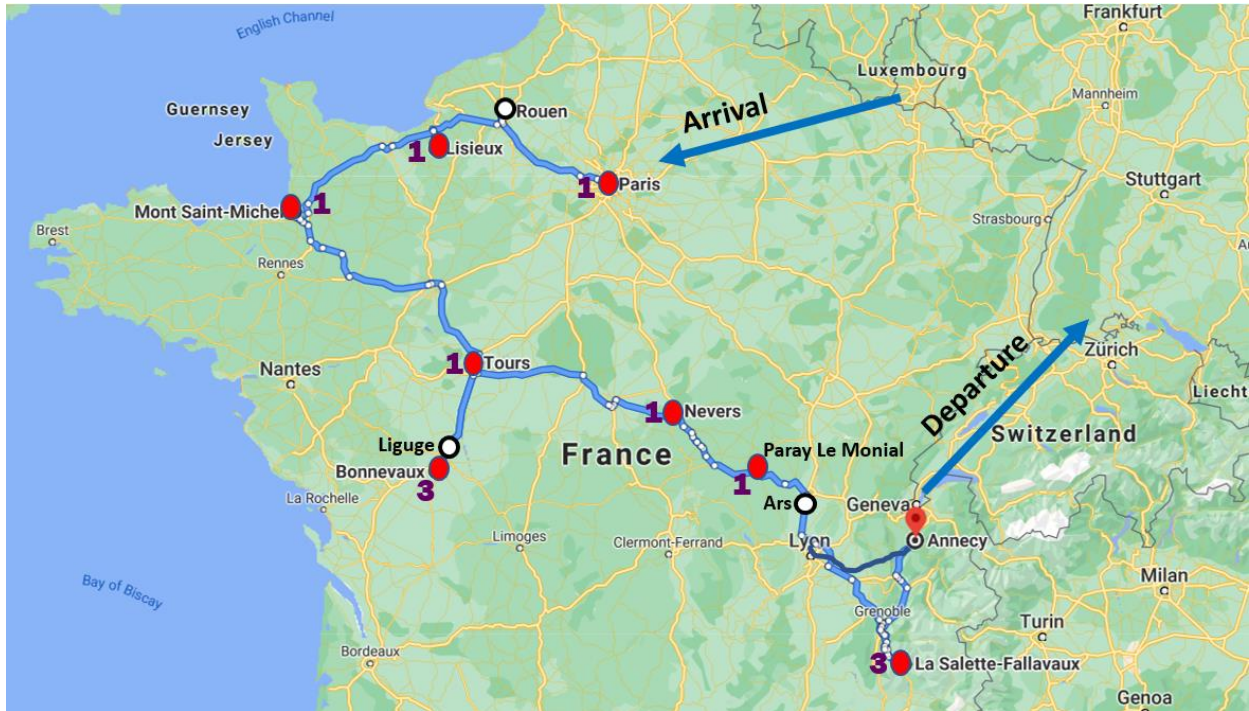 English Channel
Frankfurt
Luxembourg
Mannheim
Guernsey
Jersey
Rouen
Arrival
Lisieux
1
Paris
1
Stuttgart
Mont Saint-Michel
1
Strasbourg
Brest
Rennes
Tours
1
Zürich
Nantes
Departure
Liecht
Nevers
1
Switzerland
Liguge
France
Paray Le Monial
Bonnevaux
1
3
La Rochelle
Ars
Geneva
Limoges
Clermont-Ferrand
Lyon
Annecy
Bay of Biscay
Milan
Grenoble
Turin
Bordeaux
3
La Salette-Fallavaux
Genoa